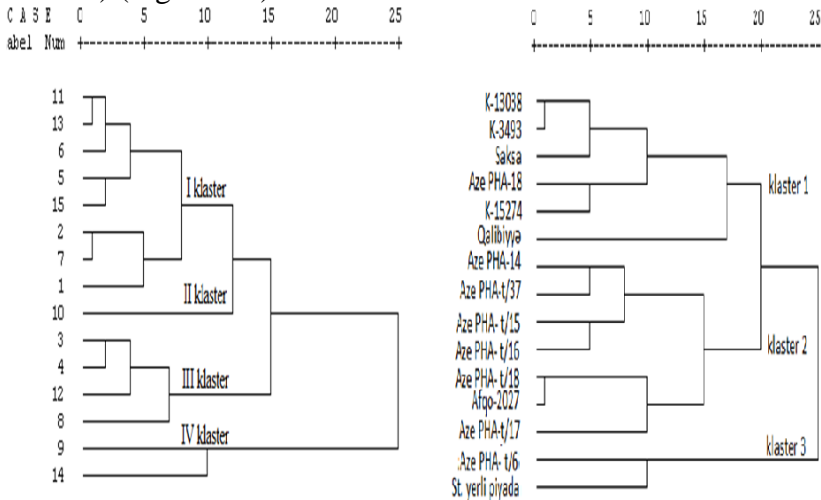 C A S E 0 5 10 15 20 25
abel Num
11
13
6
5
15
I klaster
2
7
1
II klaster
10
3
4
III klaster
12
8
IV klaster
9
14
0 5 10 15 20 25
K-13038
K-3493
Saksa
Aze PHA-18
klaster 1
K-15274
Qalibiyyə
Aze PHA-14
Aze PHA-t/37
Aze PHA- t/15
klaster 2
Aze PHA- t/16
Aze PHA- t/18
Afqo-2027
Aze PHA-t/17
klaster 3
Aze PHA- t/6
St. yerli piyada